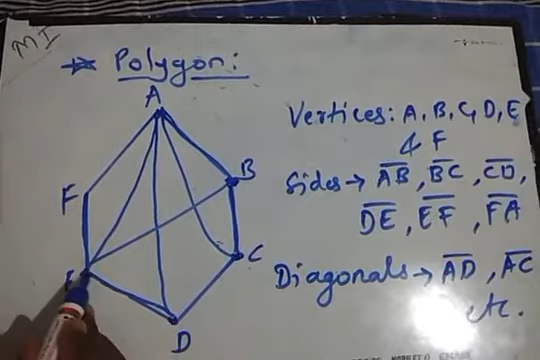 MI
Polygon:
A
B
F
C
D
Vertices: A, B, C, D, E
& F
Sides → AB, BC, CD,
DE, EF, FA
Diagonals → AD, AC
etc.